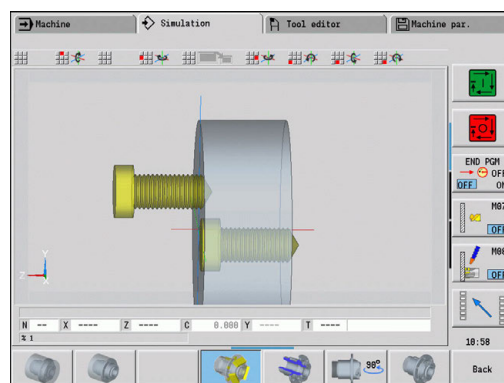 Machine
Simulation
Tool editor
Machine par.
END PGM
OFF
OFF ON
M0
OFF
M0
OFF
Y
Z
X
N -- X ---- Z ---- C 0.000 Y ---- T ----
% 1
10:58
90°
Back